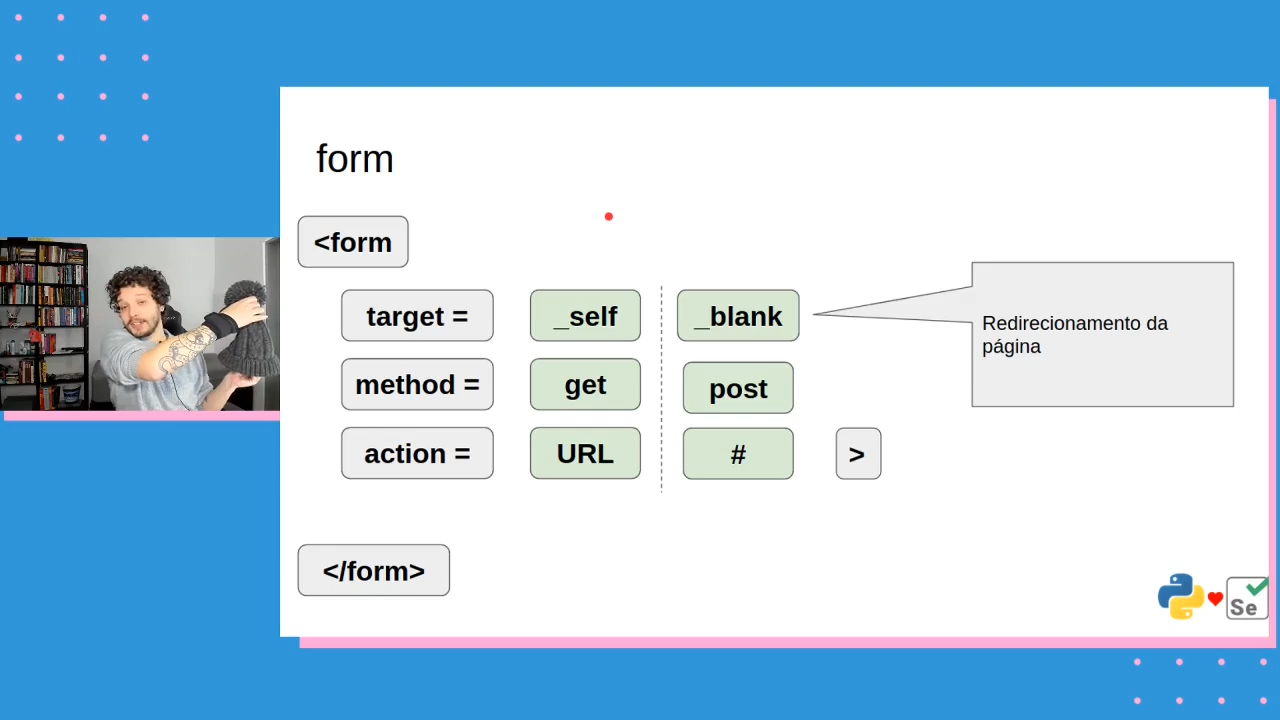 form
<form
target = _self _blank
Redirecionamento da
página
method = get post
action = URL # >
</form>
Se